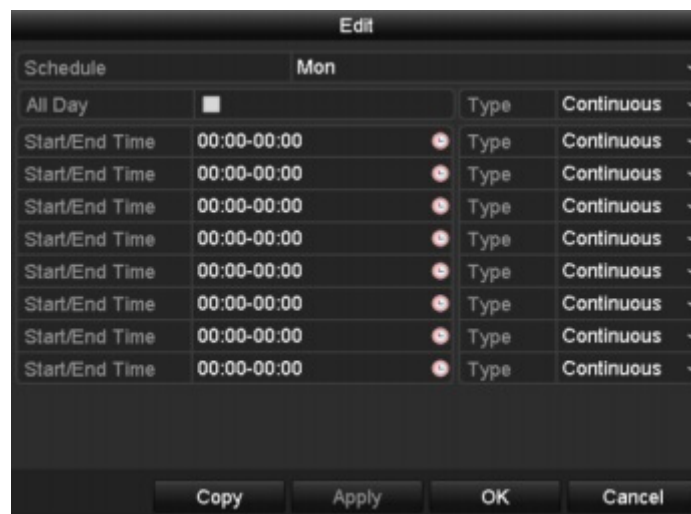 Edit
Schedule Mon
All Day Type Continuous
Start/End Time 00:00-00:00 Type Continuous
Start/End Time 00:00-00:00 Type Continuous
Start/End Time 00:00-00:00 Type Continuous
Start/End Time 00:00-00:00 Type Continuous
Start/End Time 00:00-00:00 Type Continuous
Start/End Time 00:00-00:00 Type Continuous
Start/End Time 00:00-00:00 Type Continuous
Start/End Time 00:00-00:00 Type Continuous
Copy Apply OK Cancel